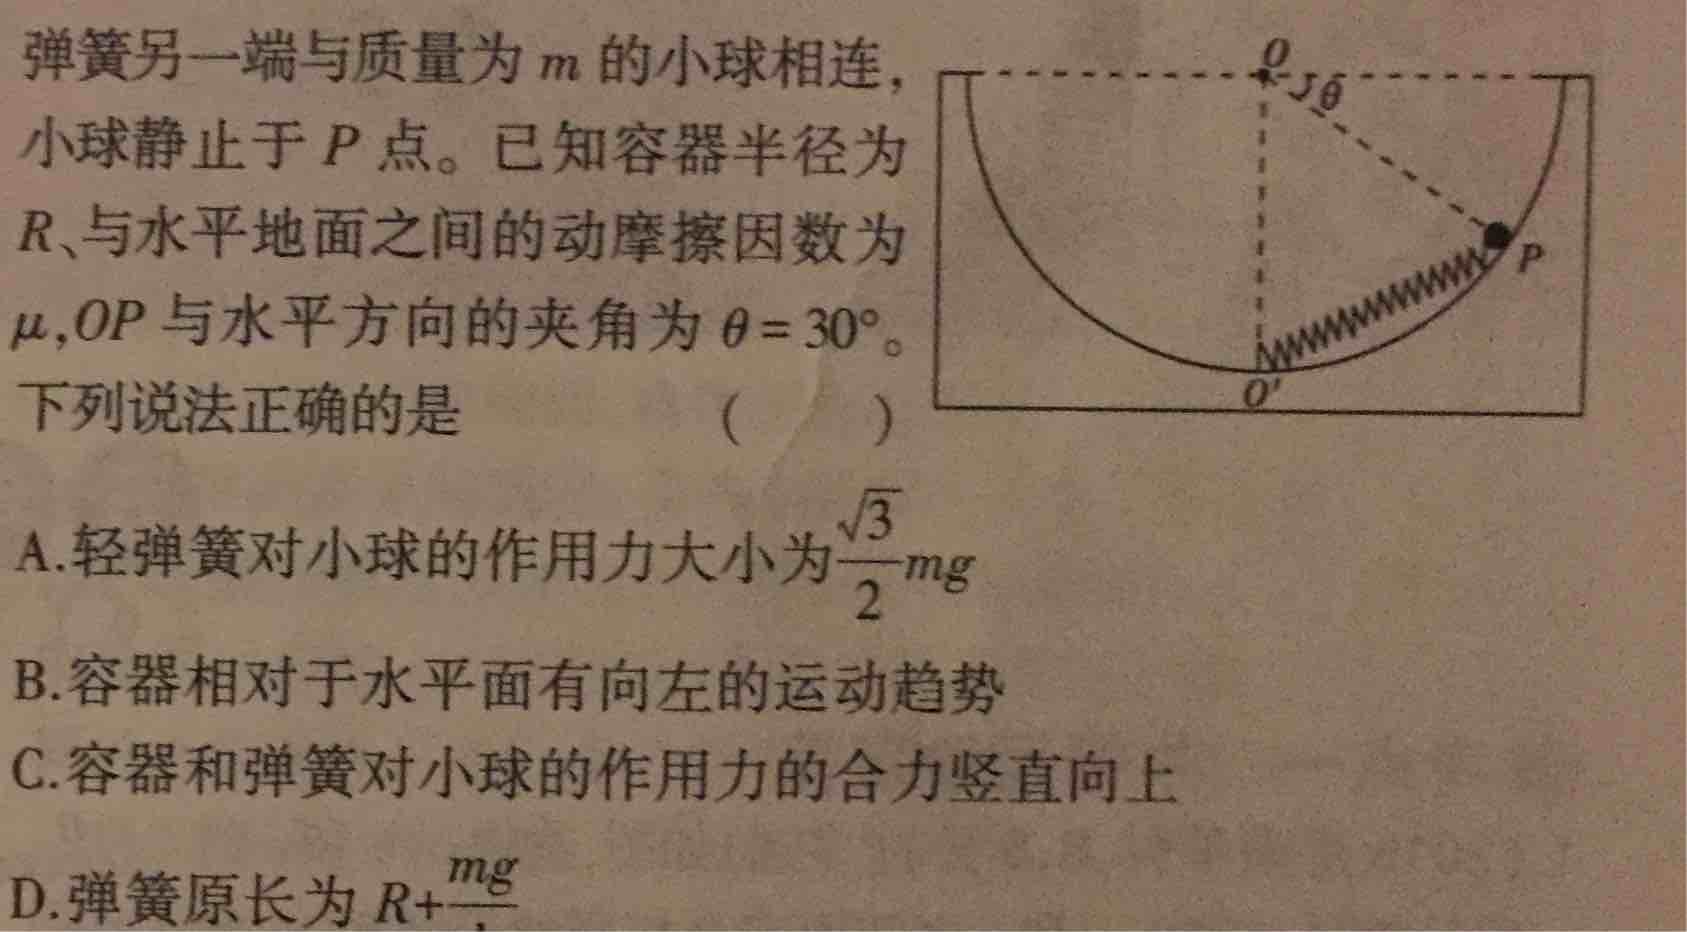 弹簧另一端与质量为 m 的小球相连，
小球静止于 P 点。已知容器半径为
R、与水平地面之间的动摩擦因数为
μ,OP 与水平方向的夹角为 θ=30°。
下列说法正确的是 （ ）
O
θ
P
O′
A.轻弹簧对小球的作用力大小为\frac{\sqrt{3}}{2}mg
B.容器相对于水平面有向左的运动趋势
C.容器和弹簧对小球的作用力的合力竖直向上
D.弹簧原长为 R+mg